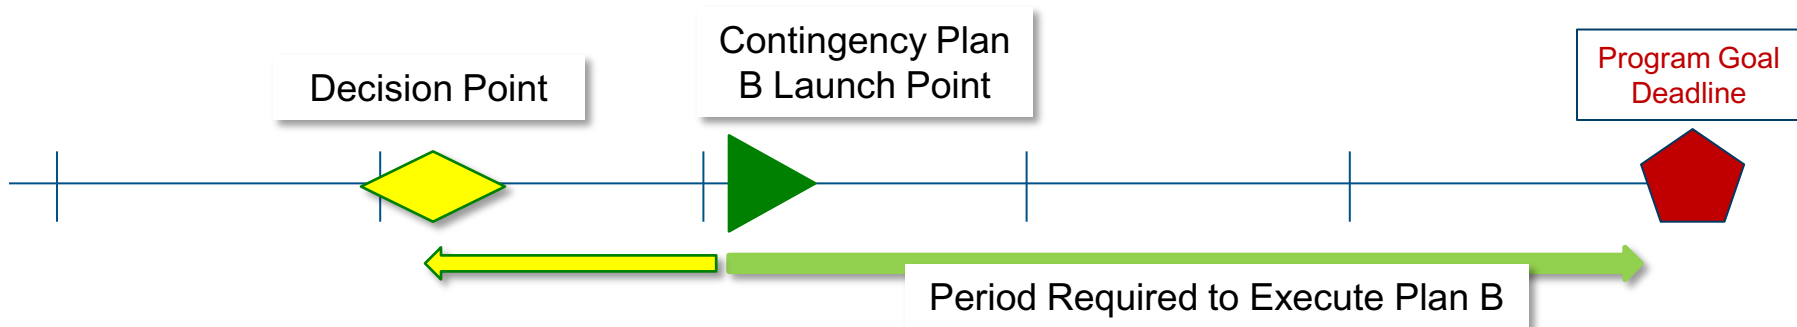 Decision Point
Contingency Plan
B Launch Point
Program Goal
Deadline
Period Required to Execute Plan B